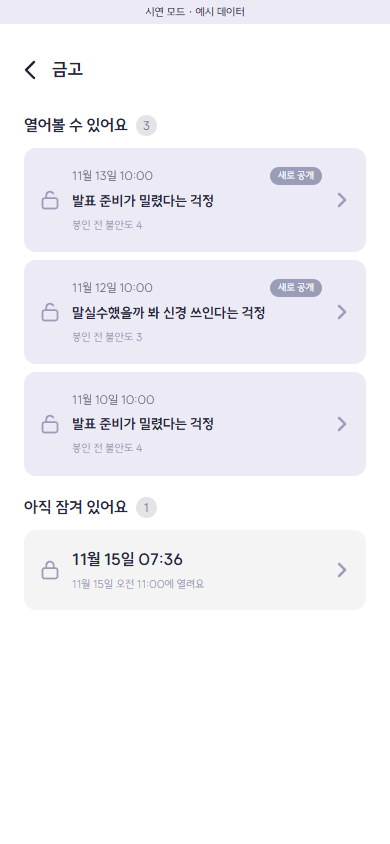 시연 모드 · 예시 데이터
금고
열어볼 수 있어요 3
11월 13일 10:00 새로 공개
발표 준비가 밀렸다는 걱정
봉인 전 불안도 4
11월 12일 10:00 새로 공개
말실수했을까 봐 신경 쓰인다는 걱정
봉인 전 불안도 3
11월 10일 10:00
발표 준비가 밀렸다는 걱정
봉인 전 불안도 4
아직 잠겨 있어요 1
11월 15일 07:36
11월 15일 오전 11:00에 열려요